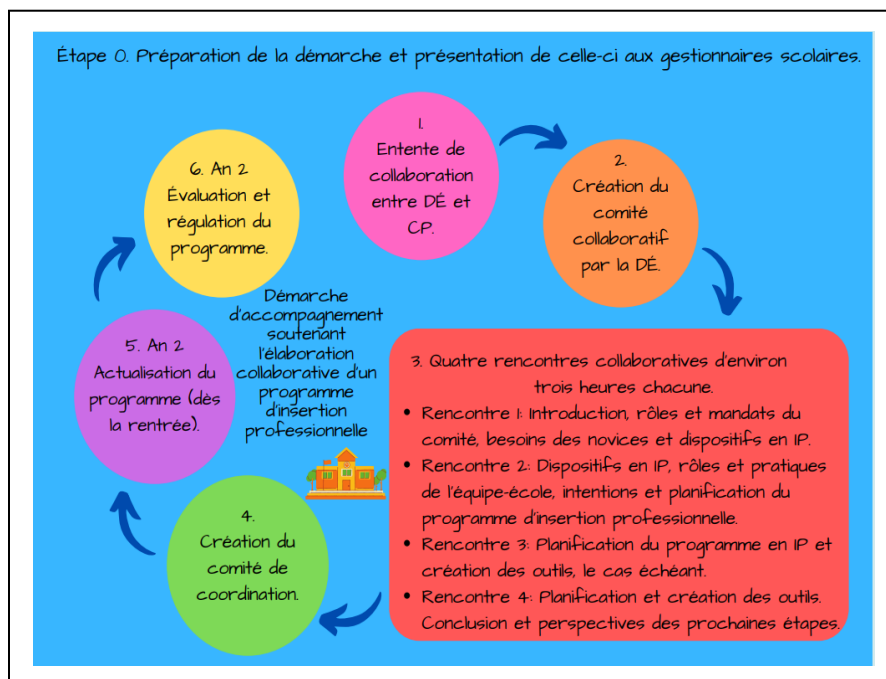 Étape 0. Préparation de la démarche et présentation de celle-ci aux gestionnaires scolaires.
1.
Entente de
collaboration
entre DÉ et
CP.
2.
Création du
comité
collaboratif
par la DÉ.
3. Quatre rencontres collaboratives d'environ
trois heures chacune.
• Rencontre 1: Introduction, rôles et mandats du
comité, besoins des novices et dispositifs en IP.
• Rencontre 2: Dispositifs en IP, rôles et pratiques
de l'équipe-école, intentions et planification du
programme d'insertion professionnelle.
• Rencontre 3: Planification du programme en IP et
création des outils, le cas échéant.
• Rencontre 4: Planification et création des outils.
Conclusion et perspectives des prochaines étapes.
4.
Création du
comité de
coordination.
5. An 2
Actualisation du
programme (dès
la rentrée).
6. An 2
Évaluation et
régulation du
programme.
Démarche
d'accompagnement
soutenant
l'élaboration
collaborative d'un
programme
d'insertion
professionnelle